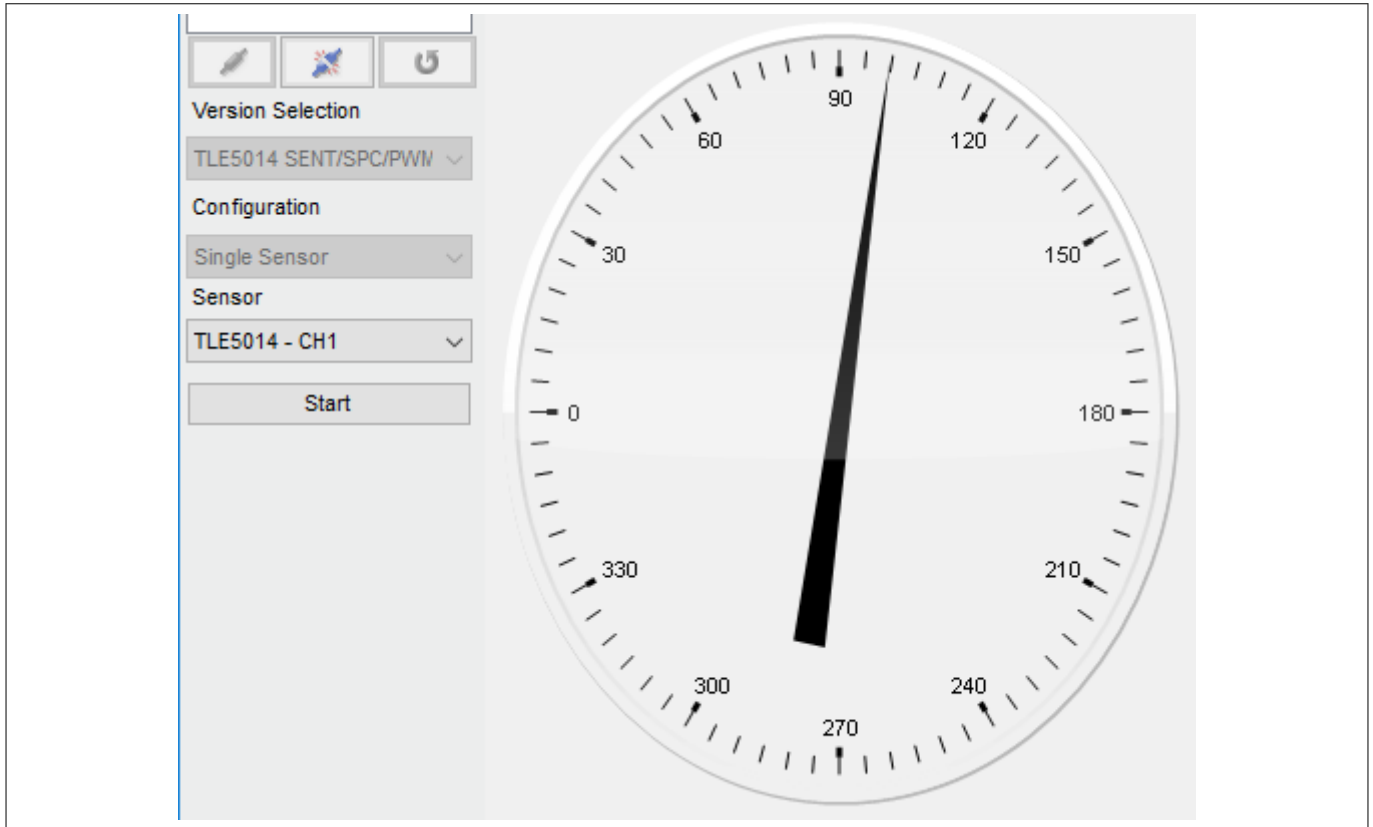 Version Selection
TLE5014 SENT/SPC/PWM
Configuration
Single Sensor
Sensor
TLE5014 - CH1
Start
90
60
120
30
150
0
180
330
210
300
240
270